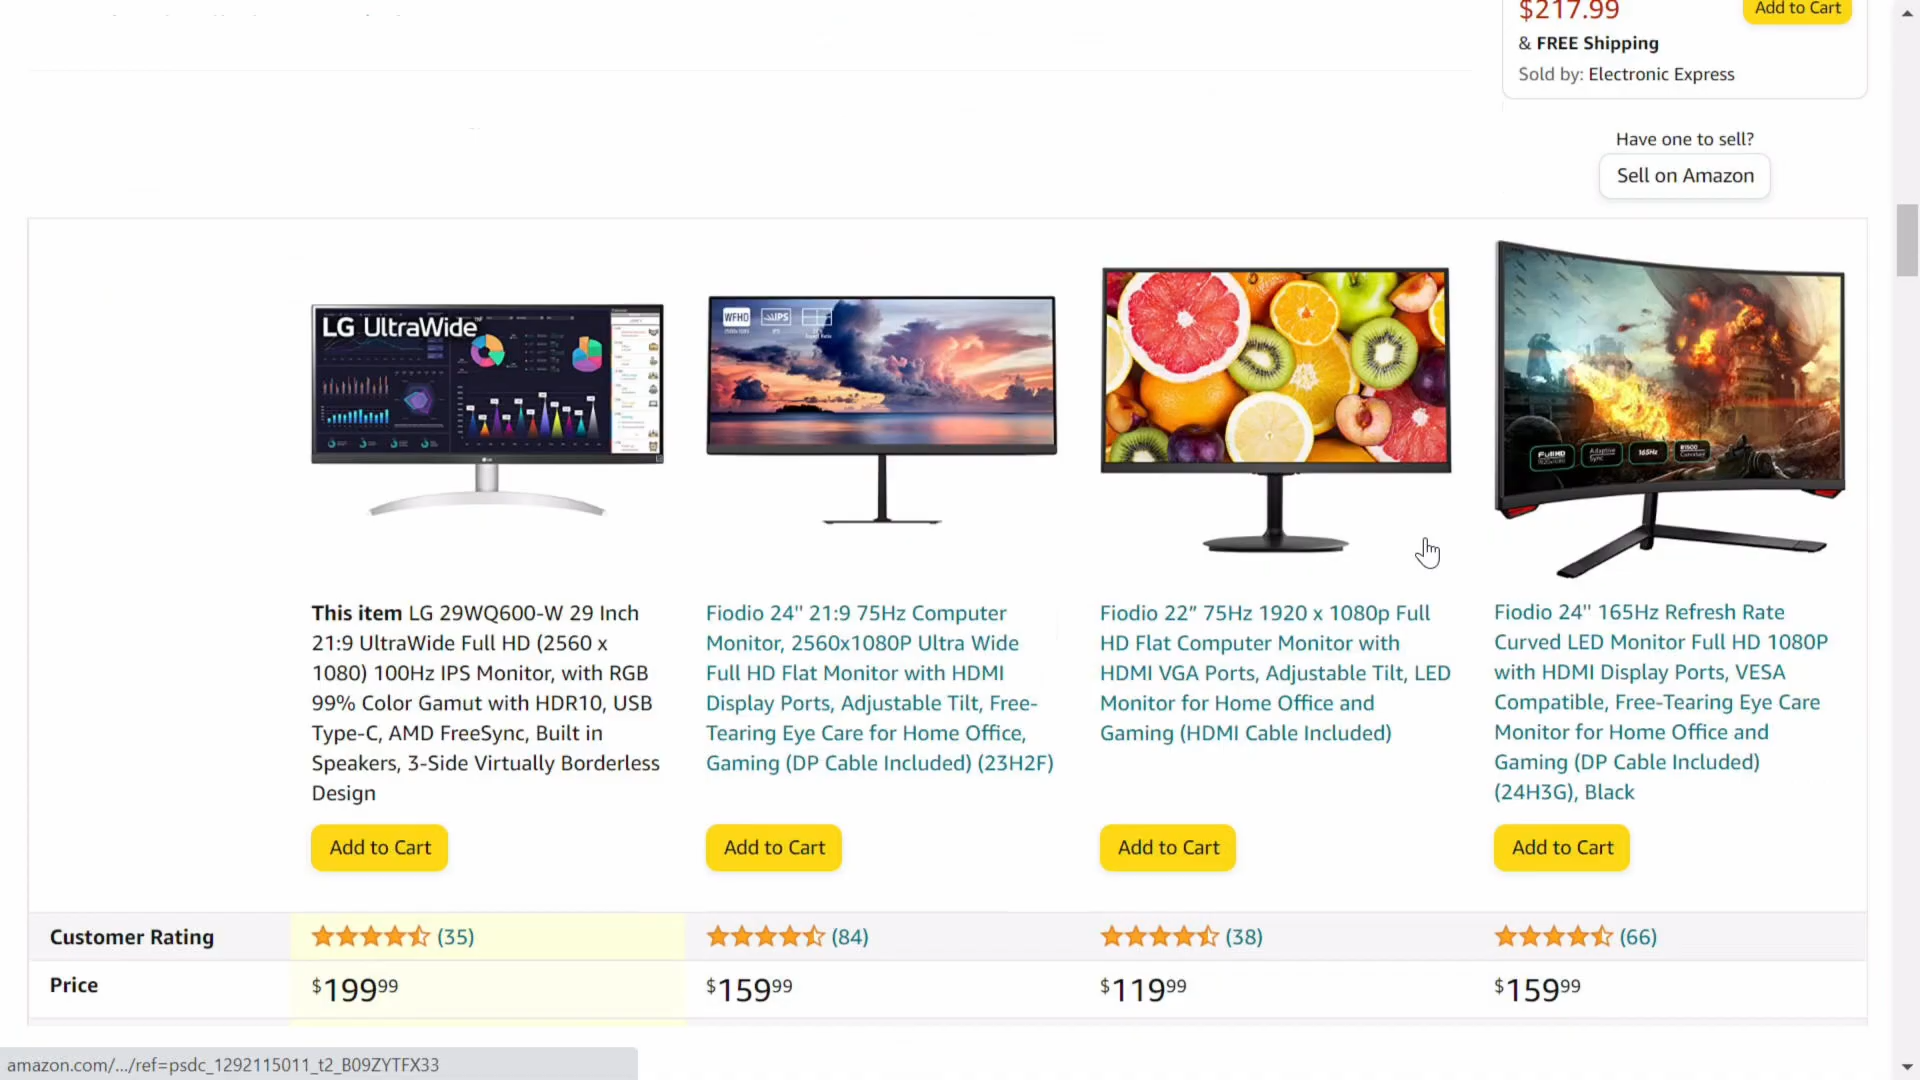 $217.99
Add to Cart
& FREE Shipping
Sold by: Electronic Express
Have one to sell?
Sell on Amazon
LG UltraWide
WFHD
IPS
FullHD
Adaptive Sync
165Hz
R1500
This item LG 29WQ600-W 29 Inch
21:9 UltraWide Full HD (2560 x
1080) 100Hz IPS Monitor, with RGB
99% Color Gamut with HDR10, USB
Type-C, AMD FreeSync, Built in
Speakers, 3-Side Virtually Borderless
Design
Fiodio 24'' 21:9 75Hz Computer
Monitor, 2560x1080P Ultra Wide
Full HD Flat Monitor with HDMI
Display Ports, Adjustable Tilt, Free-
Tearing Eye Care for Home Office,
Gaming (DP Cable Included) (23H2F)
Fiodio 22” 75Hz 1920 x 1080p Full
HD Flat Computer Monitor with
HDMI VGA Ports, Adjustable Tilt, LED
Monitor for Home Office and
Gaming (HDMI Cable Included)
Fiodio 24'' 165Hz Refresh Rate
Curved LED Monitor Full HD 1080P
with HDMI Display Ports, VESA
Compatible, Free-Tearing Eye Care
Monitor for Home Office and
Gaming (DP Cable Included)
(24H3G), Black
Add to Cart
Add to Cart
Add to Cart
Add to Cart
Customer Rating (35) (84) (38) (66)
Price $199.99 $159.99 $119.99 $159.99
amazon.com/.../ref=psdc_1292115011_t2_B09ZYTFX33